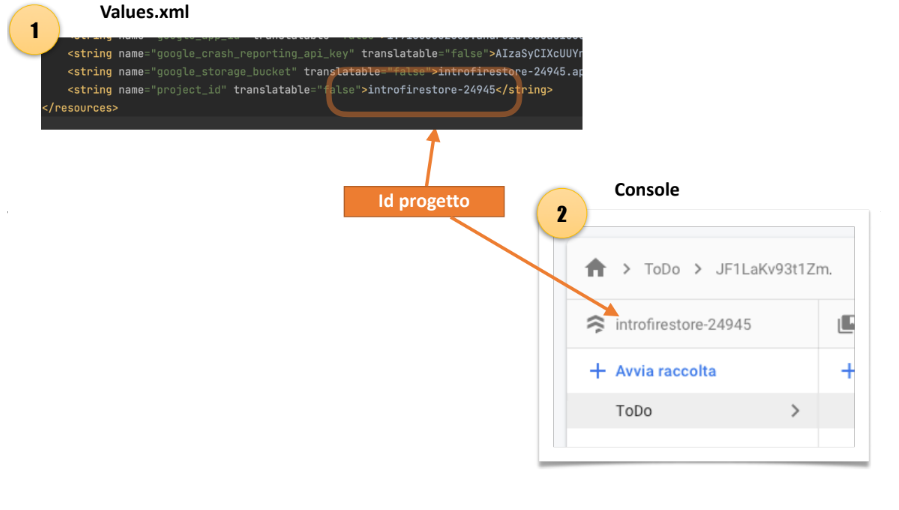 Values.xml
1
<string name="google_crash_reporting_api_key" translatable="false">AIzaSyCIXcUUYr
<string name="google_storage_bucket" translatable="false">introfirestore-24945.ap
<string name="project_id" translatable="false">introfirestore-24945</string>
</resources>
Id progetto
Console
2
ToDo > JF1LaKv93t1Zm.
introfirestore-24945
+ Avvia raccolta
+
ToDo >